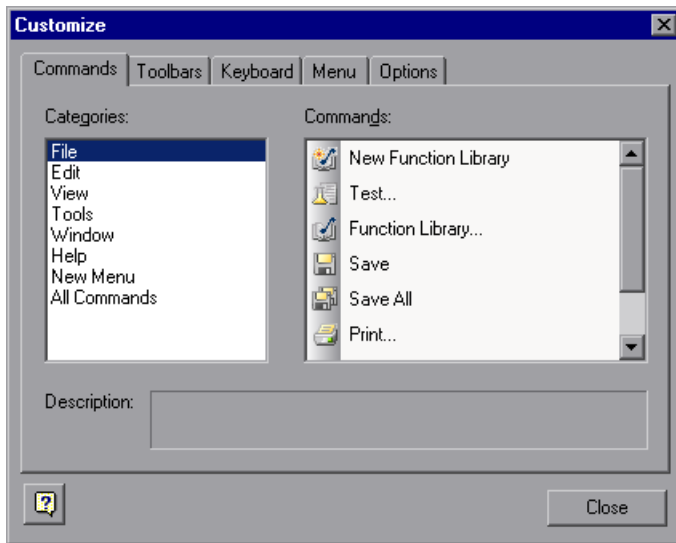 Customize
Commands Toolbars Keyboard Menu Options
Categories:
File
Edit
View
Tools
Window
Help
New Menu
All Commands
Commands:
New Function Library
Test...
Function Library...
Save
Save All
Print...
Description:
?
Close